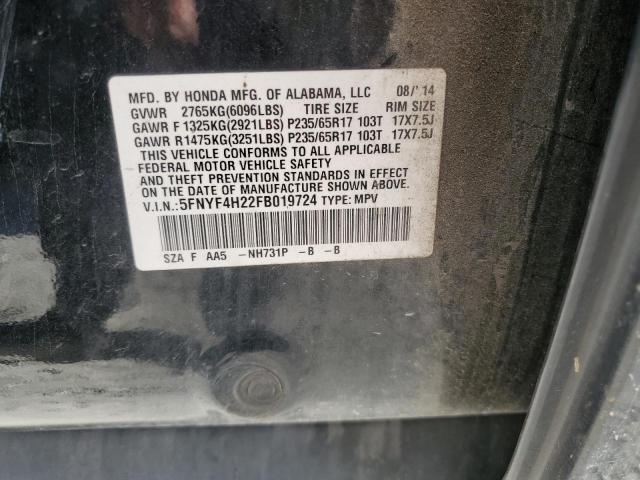 MFD. BY HONDA MFG. OF ALABAMA, LLC 08/'14
GVWR 2765KG(6096LBS) TIRE SIZE RIM SIZE
GAWR F 1325KG(2921LBS) P235/65R17 103T 17X7.5J
GAWR R1475KG(3251LBS) P235/65R17 103T 17X7.5J
THIS VEHICLE CONFORMS TO ALL APPLICABLE
FEDERAL MOTOR VEHICLE SAFETY
AND THEFT PREVENTION STANDARDS IN EFFECT
ON THE DATE OF MANUFACTURE SHOWN ABOVE.
V.I.N.:5FNYF4H22FB019724 TYPE: MPV
SZA F AA5 -NH731P -B -B